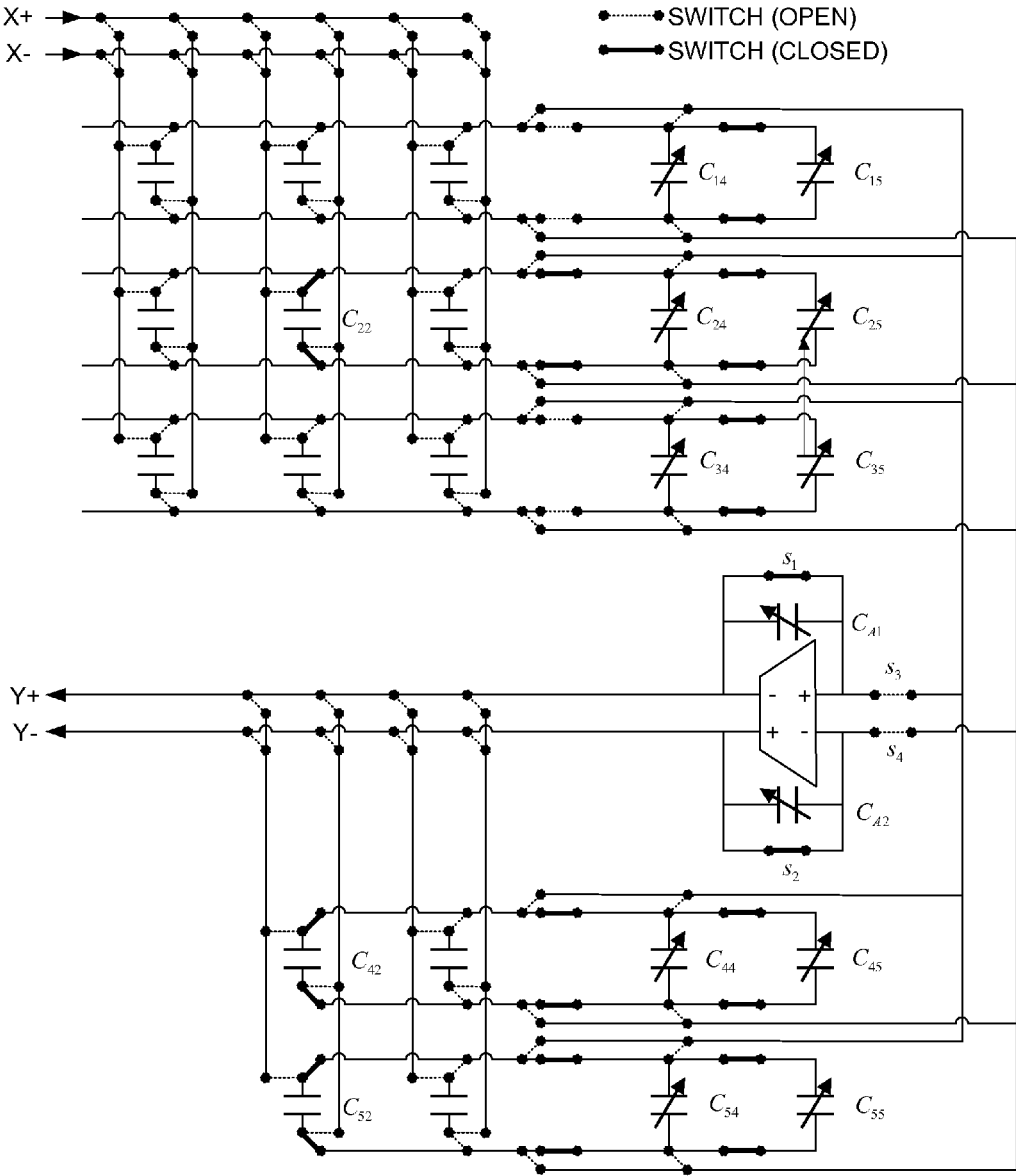 X+
SWITCH (OPEN)
X-
SWITCH (CLOSED)
C14
C15
C22
C24
C25
C34
C35
s1
CA1
Y+
- +
s3
Y-
+ -
s4
CA2
s2
C42
C44
C45
C52
C54
C55